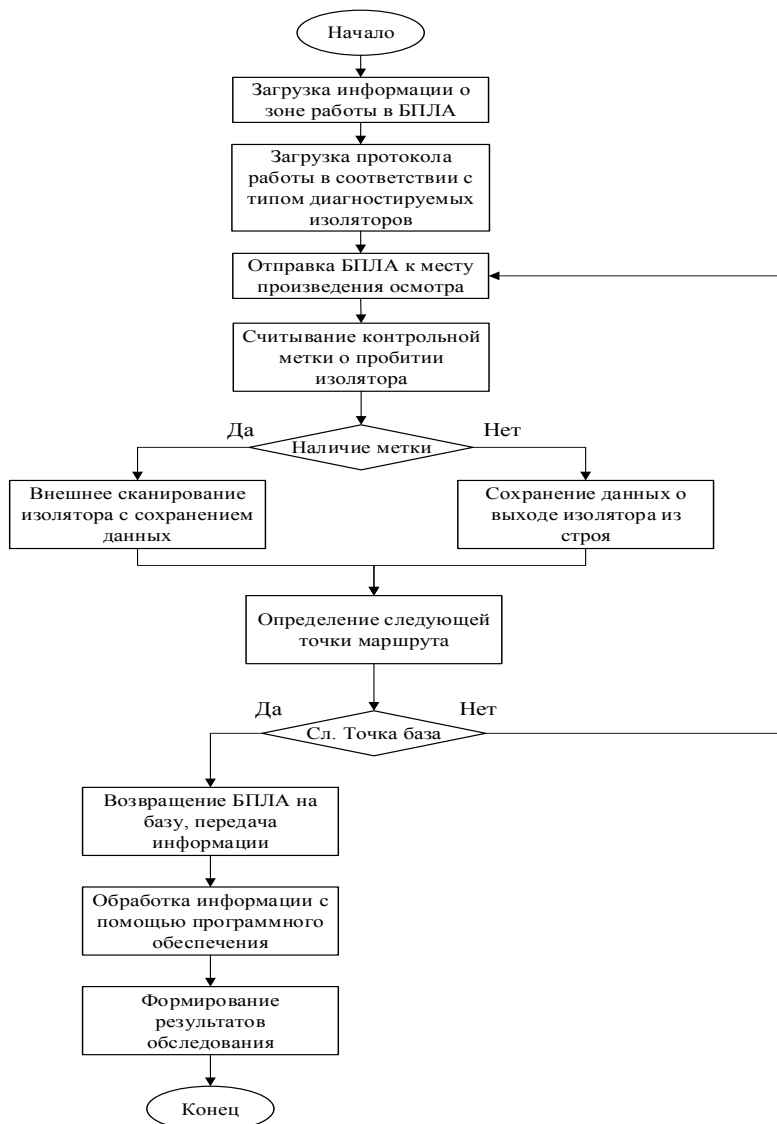 Начало
Загрузка информации о
зоне работы в БПЛА
Загрузка протокола
работы в соответствии с
типом диагностируемых
изоляторов
Отправка БПЛА к месту
произведения осмотра
Считывание контрольной
метки о пробитии
изолятора
Да
Нет
Наличие метки
Внешнее сканирование
изолятора с сохранением
данных
Сохранение данных о
выходе изолятора из
строя
Определение следующей
точки маршрута
Да
Нет
Сл. Точка база
Возвращение БПЛА на
базу, передача
информации
Обработка информации с
помощью программного
обеспечения
Формирование
результатов
обследования
Конец